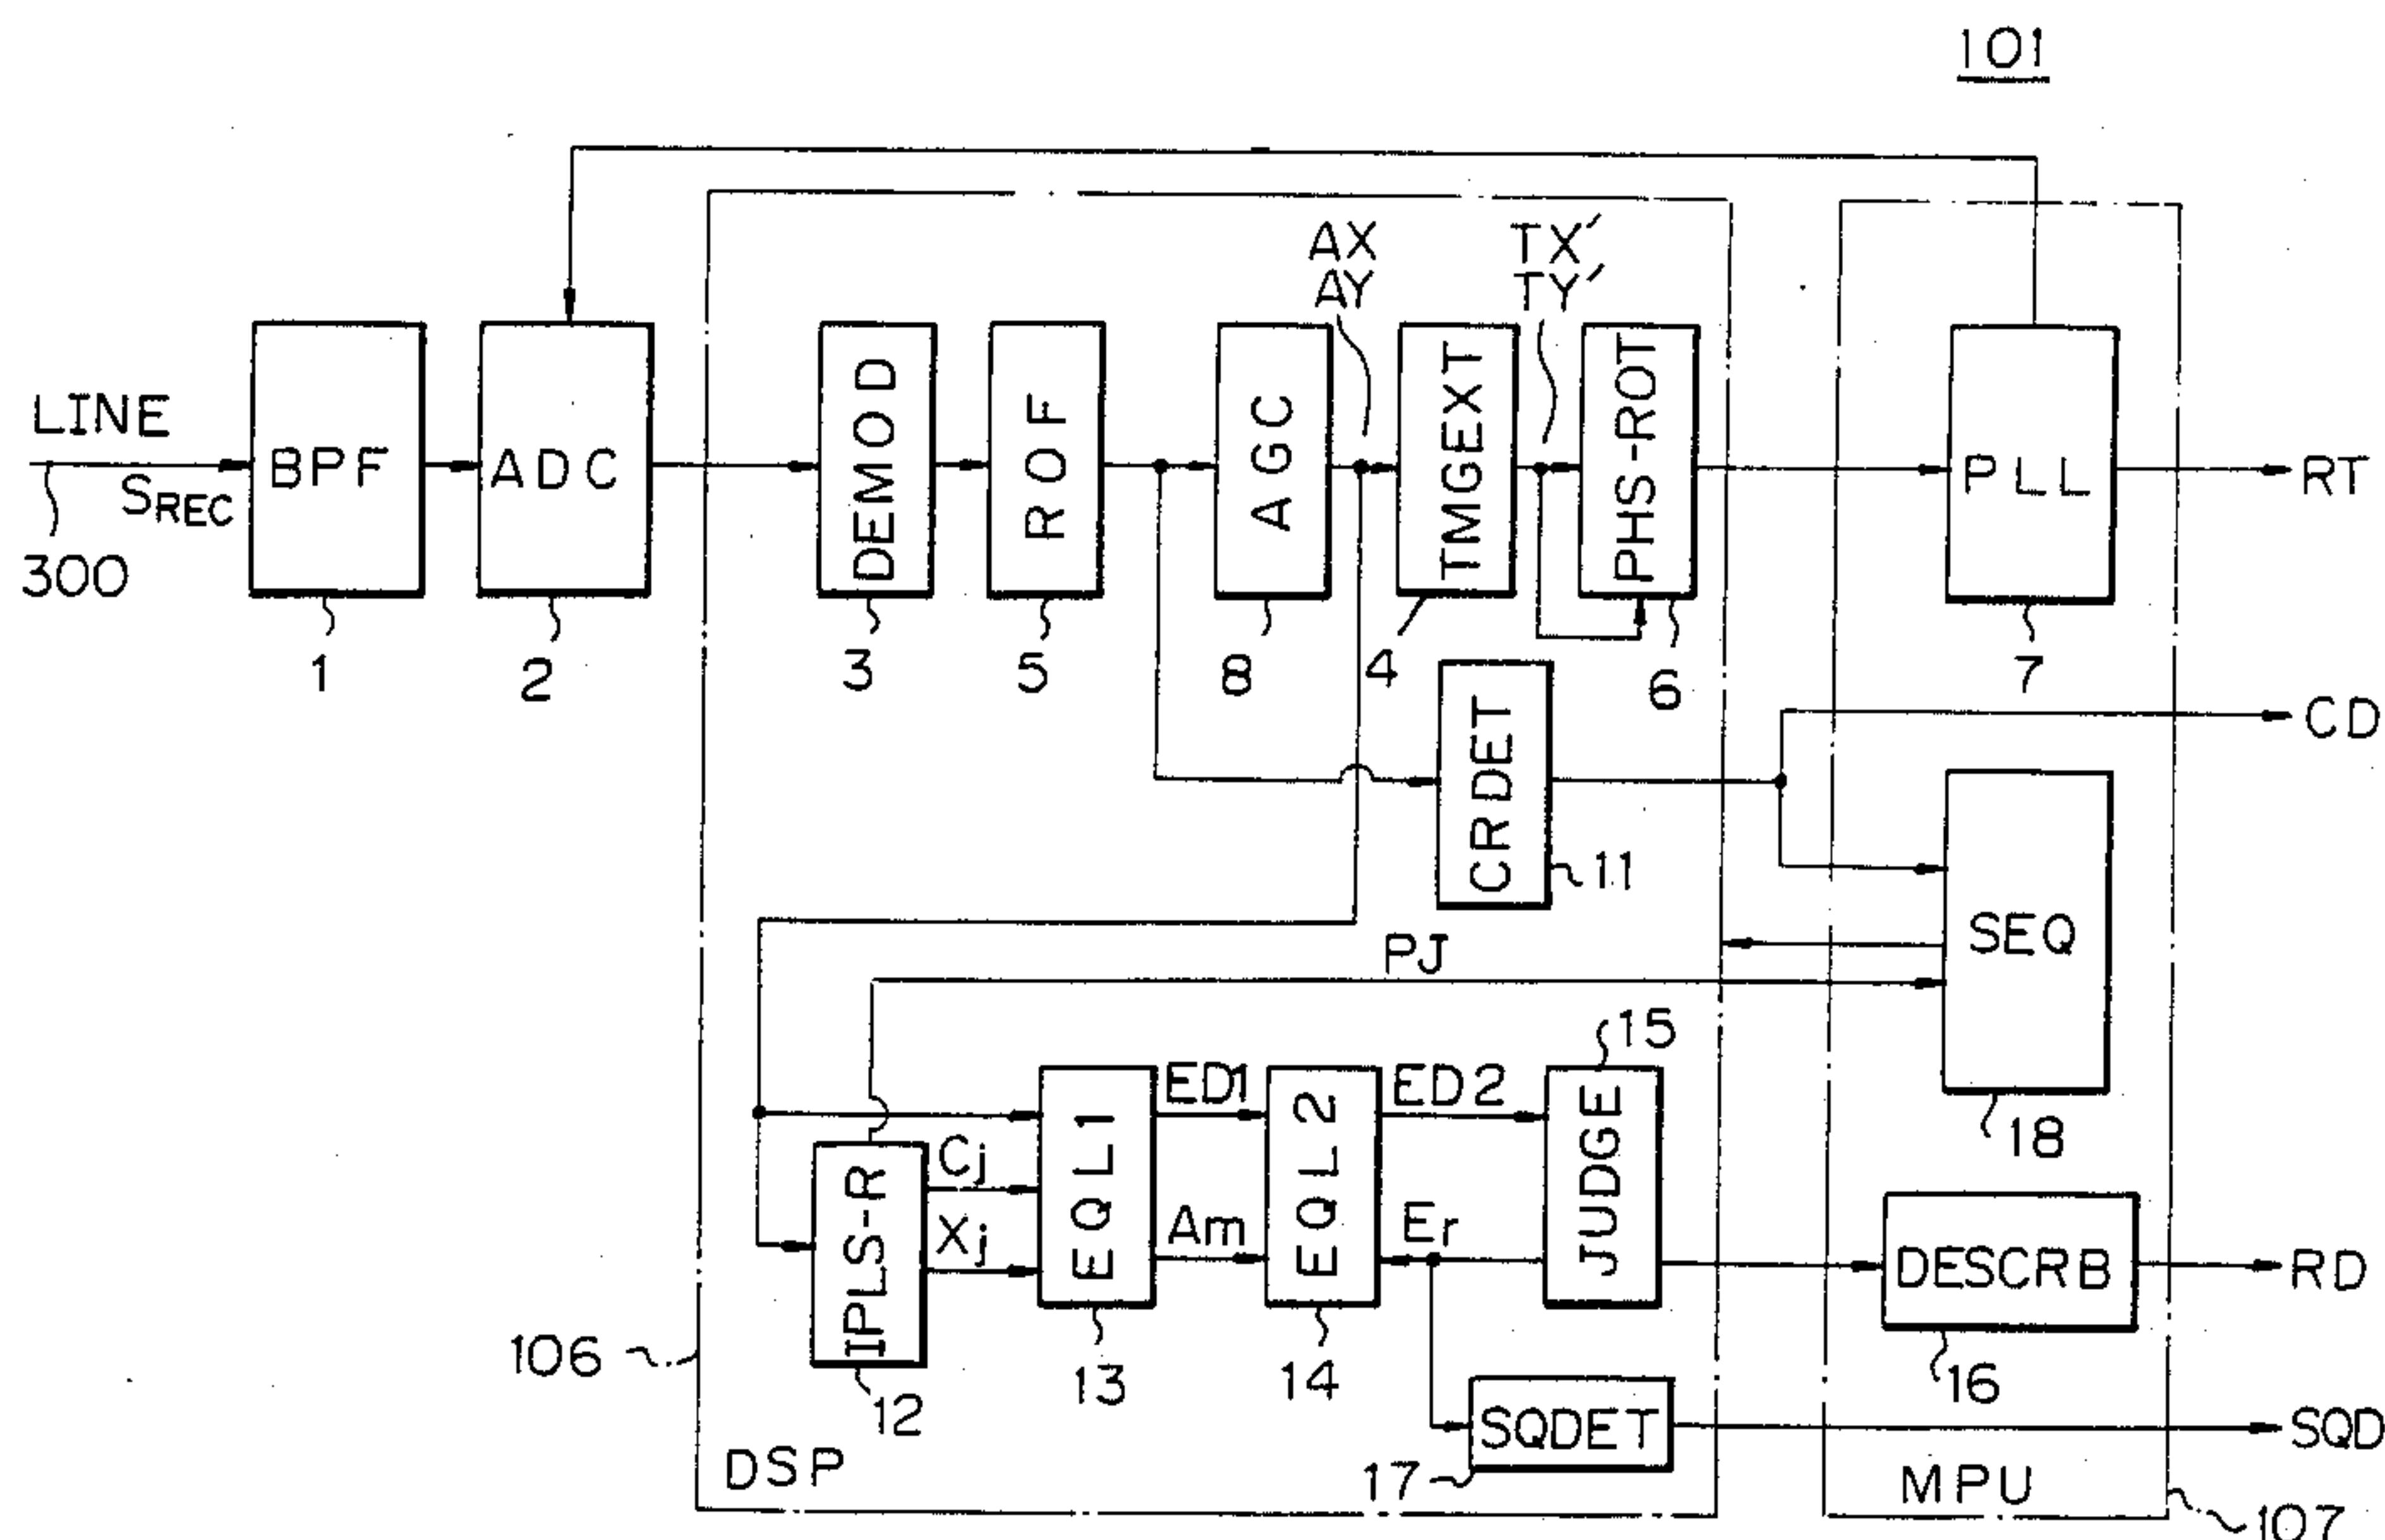 101
AX
AY
TX′
TY′
LINE
SREC
300
BPF
ADC
DEMOD
ROF
AGC
TMGEXT
PHS-ROT
PLL
RT
1
2
3
5
8
4
6
7
CD
CRDET
11
SEQ
18
PJ
15
ED1
ED2
Cj
Xj
Am
Er
IPLS-R
EQL1
EQL2
JUDGE
DESCRB
RD
106
12
13
14
16
SQDET
17
SQD
DSP
MPU
107